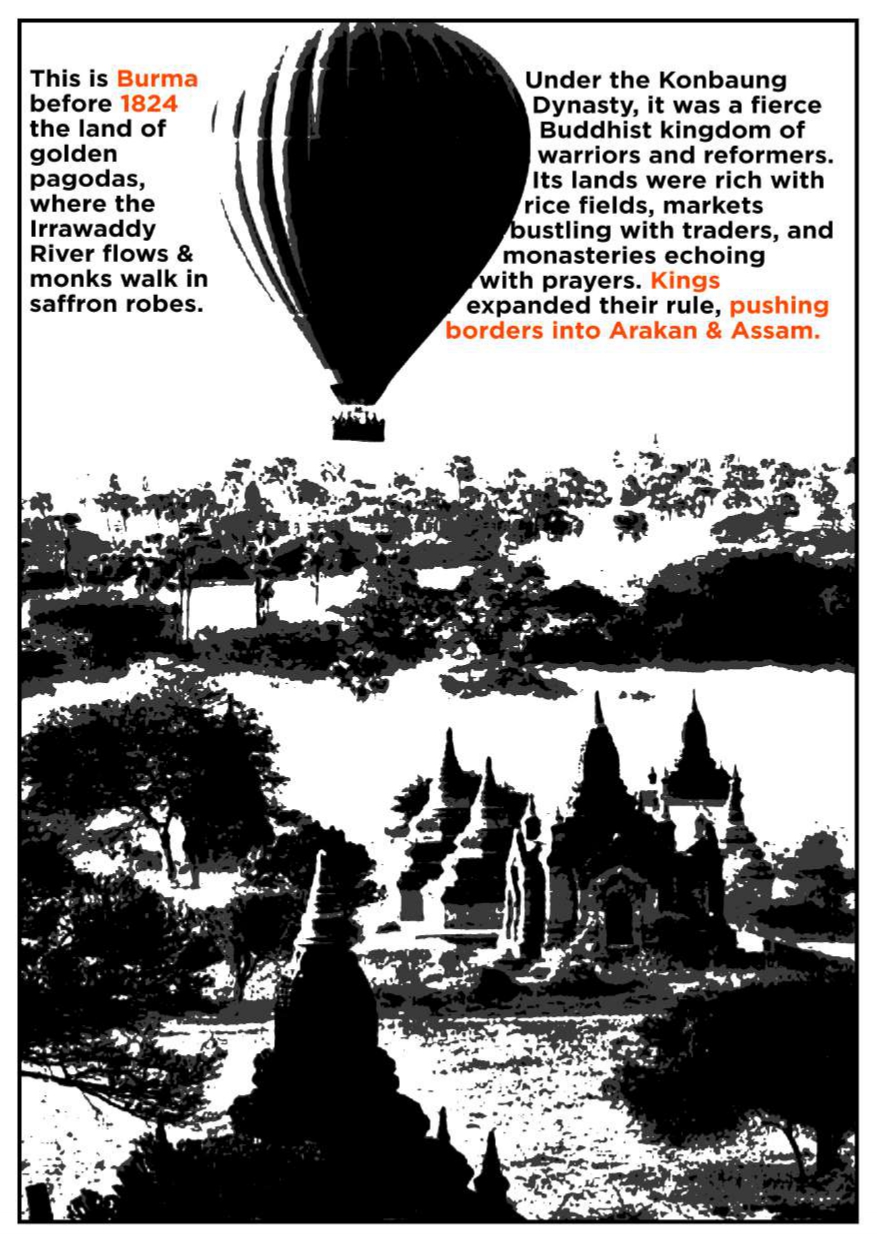 This is Burma
before 1824
the land of
golden
pagodas,
where the
Irrawaddy
River flows &
monks walk in
saffron robes.
Under the Konbaung
Dynasty, it was a fierce
Buddhist kingdom of
warriors and reformers.
Its lands were rich with
rice fields, markets
bustling with traders, and
monasteries echoing
with prayers. Kings
expanded their rule, pushing
borders into Arakan & Assam.